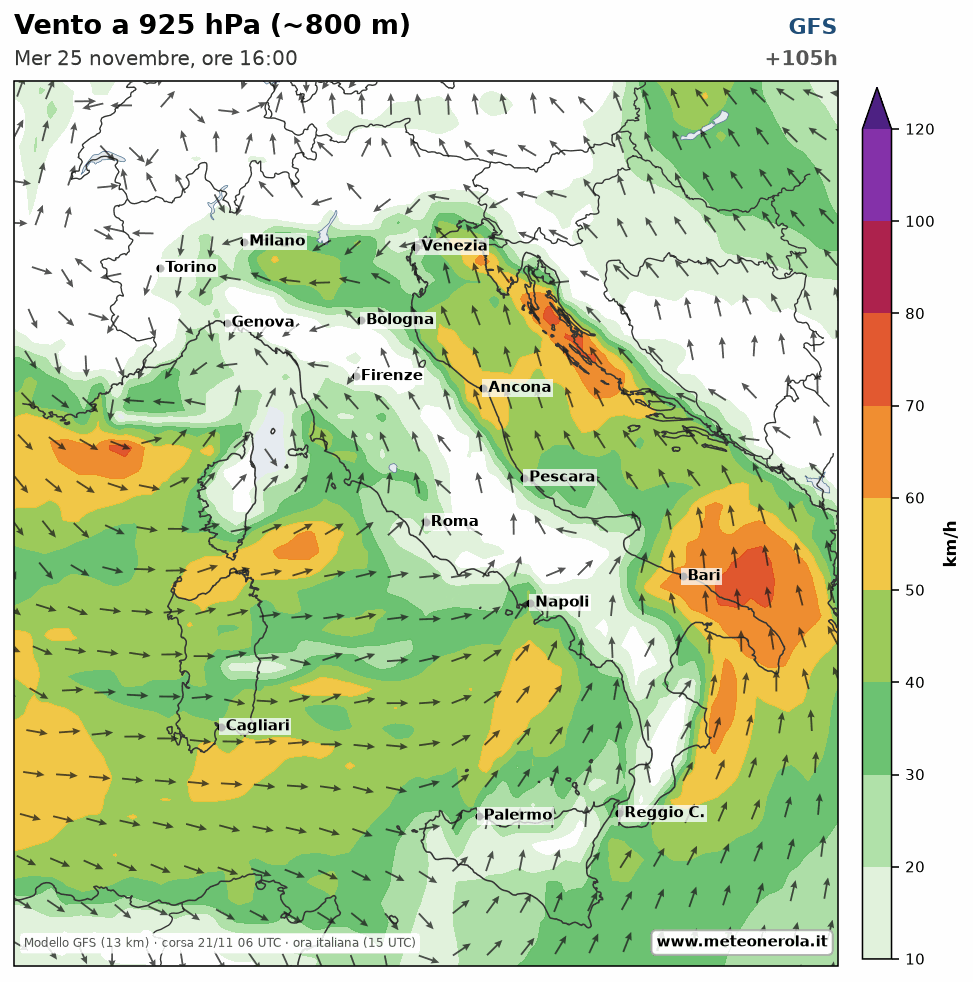 Vento a 925 hPa (~800 m)
GFS
Mer 25 novembre, ore 16:00
+105h
Milano
Venezia
Torino
Genova
Bologna
Firenze
Ancona
Pescara
Roma
Bari
Napoli
Cagliari
Palermo
Reggio C.
120
100
80
70
60
50
40
30
20
10
km/h
Modello GFS (13 km) · corsa 21/11 06 UTC · ora italiana (15 UTC)
www.meteonerola.it